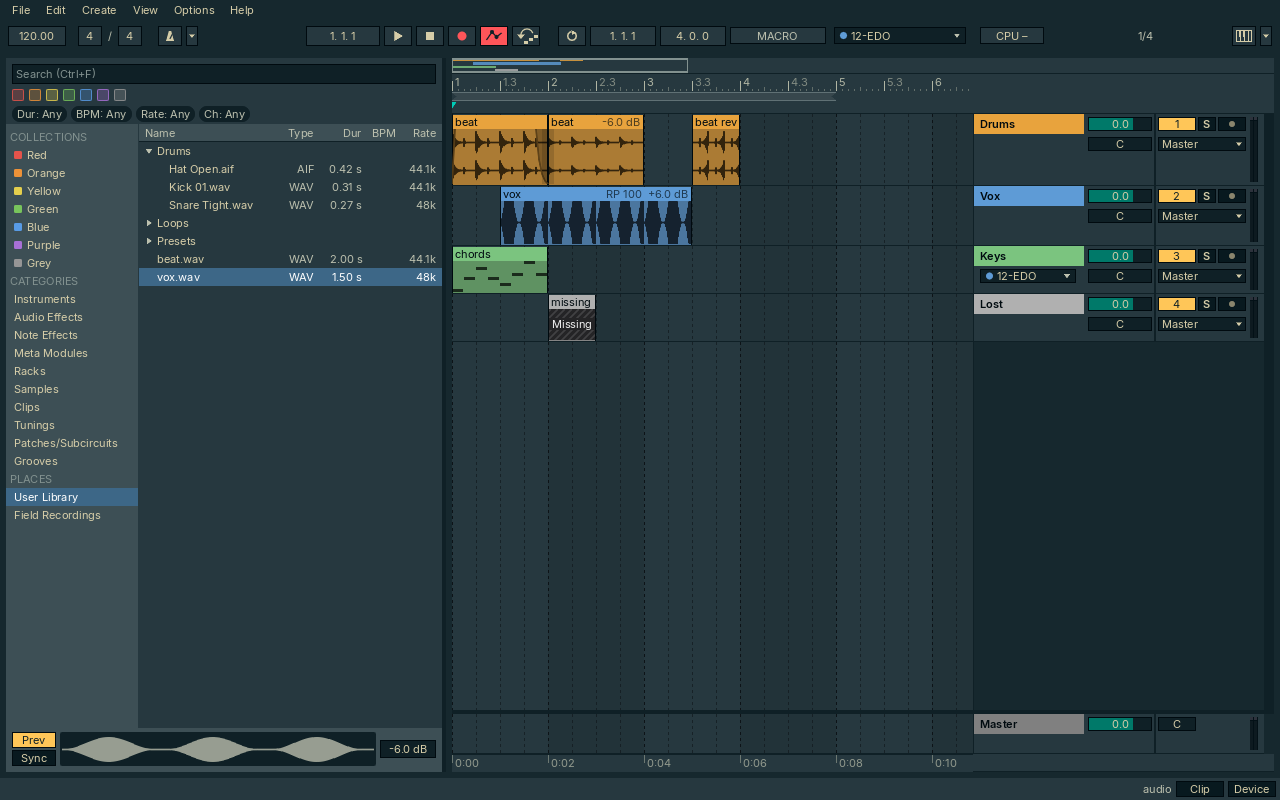 File Edit Create View Options Help
120.00 4 / 4 1. 1. 1 1. 1. 1 4. 0. 0 MACRO 12-EDO CPU – 1/4
Search (Ctrl+F)
Dur: Any BPM: Any Rate: Any Ch: Any
COLLECTIONS
Red
Orange
Yellow
Green
Blue
Purple
Grey
CATEGORIES
Instruments
Audio Effects
Note Effects
Meta Modules
Racks
Samples
Clips
Tunings
Patches/Subcircuits
Grooves
PLACES
User Library
Field Recordings
Name Type Dur BPM Rate
Drums
Hat Open.aif AIF 0.42 s 44.1k
Kick 01.wav WAV 0.31 s 44.1k
Snare Tight.wav WAV 0.27 s 48k
Loops
Presets
beat.wav WAV 2.00 s 44.1k
vox.wav WAV 1.50 s 48k
Prev
Sync
-6.0 dB
1 1.3 2 2.3 3 3.3 4 4.3 5 5.3 6
beat beat -6.0 dB beat rev
vox RP 100 +6.0 dB
chords
missing
Missing
Drums 0.0 1 S
C Master
Vox 0.0 2 S
C Master
Keys 0.0 3 S
12-EDO C Master
Lost 0.0 4 S
C Master
Master 0.0 C
0:00 0:02 0:04 0:06 0:08 0:10
audio Clip Device